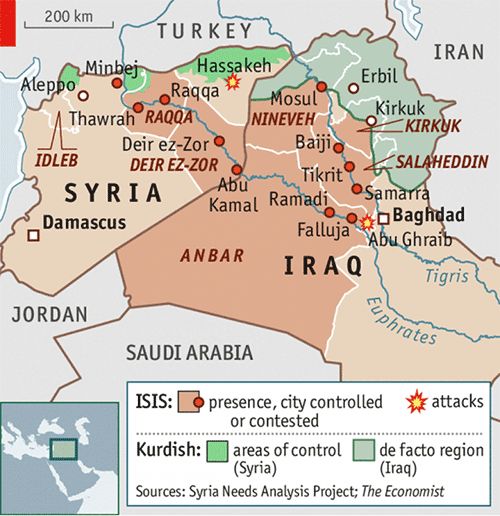 200 km
TURKEY
IRAN
Minbej
Hassakeh
Aleppo
Raqqa
Erbil
Mosul
Thawrah
RAQQA
NINEVEH
Kirkuk
KIRKUK
Baiji
Deir ez-Zor
IDLEB
DEIR EZ-ZOR
SALAHEDDIN
Tikrit
SYRIA
Abu
Kamal
Ramadi
Samarra
Damascus
Baghdad
Falluja
Abu Ghraib
ANBAR
IRAQ
Tigris
JORDAN
Euphrates
SAUDI ARABIA
ISIS: presence, city controlled
or contested
attacks
Kurdish: areas of control
(Syria)
de facto region
(Iraq)
Sources: Syria Needs Analysis Project; The Economist